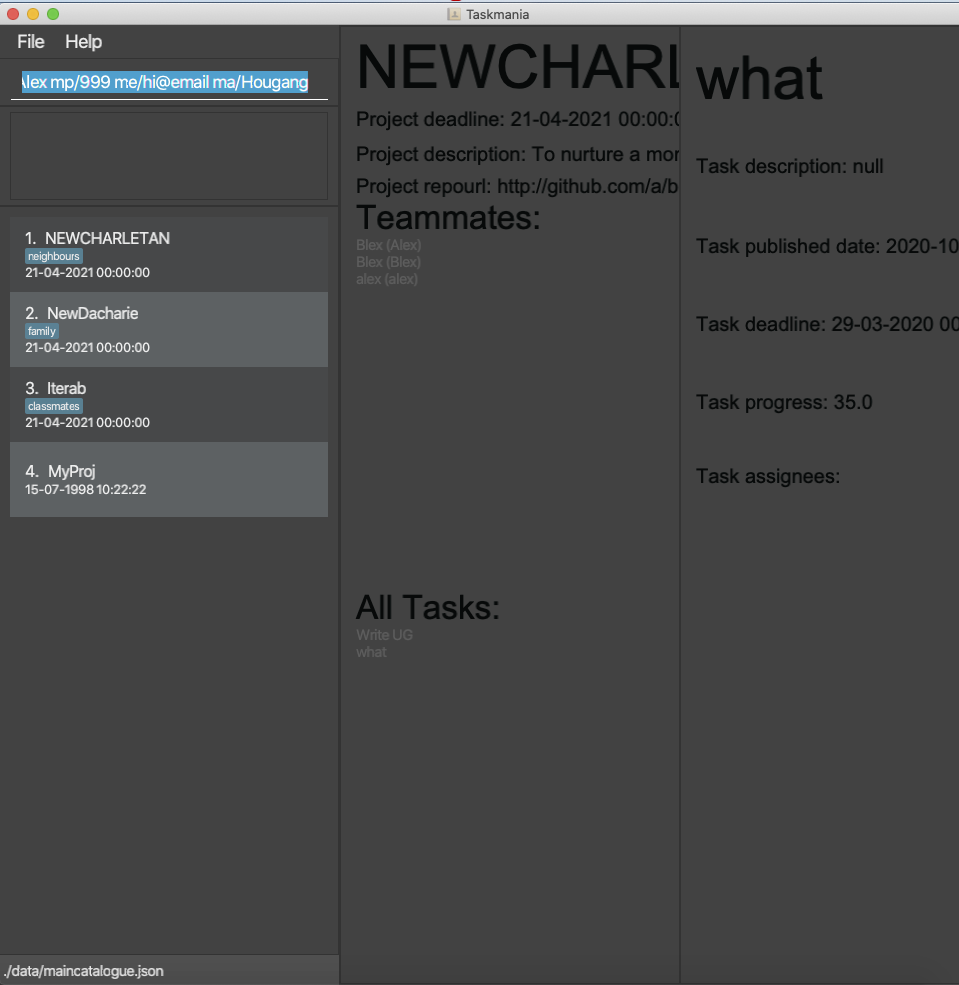 Taskmania
File Help
Alex mp/999 me/hi@email ma/Hougang
1. NEWCHARLETAN
neighbours
21-04-2021 00:00:00
2. NewDacharie
family
21-04-2021 00:00:00
3. Iterab
classmates
21-04-2021 00:00:00
4. MyProj
15-07-1998 10:22:22
./data/maincatalogue.json
NEWCHARL
Project deadline: 21-04-2021 00:00:0
Project description: To nurture a mor
Project repourl: http://github.com/a/b
Teammates:
Blex (Alex)
Blex (Blex)
alex (alex)
All Tasks:
Write UG
what
what
Task description: null
Task published date: 2020-10
Task deadline: 29-03-2020 00
Task progress: 35.0
Task assignees: